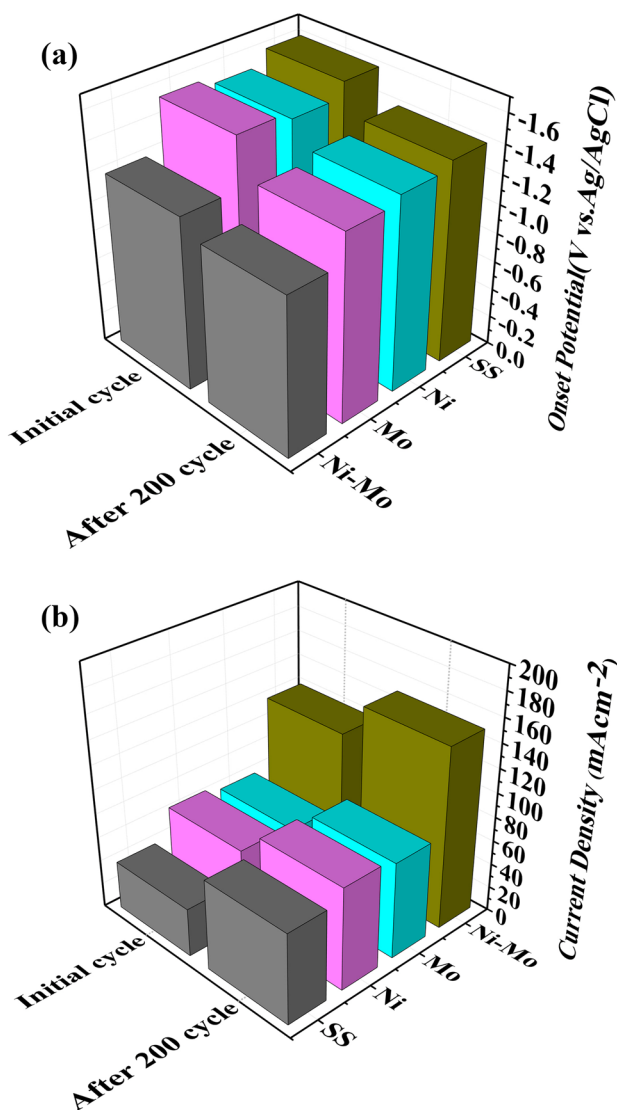 (a)
-1.6
-1.4
-1.2
-1.0
-0.8
-0.6
-0.4
-0.2
0.0
Onset Potential(V vs.Ag/AgCl)
SS
Ni
Mo
Ni-Mo
Initial cycle
After 200 cycle
(b)
200
180
160
140
120
100
80
60
40
20
0
Current Density (mAcm-2)
Ni-Mo
Mo
Ni
SS
Initial cycle
After 200 cycle